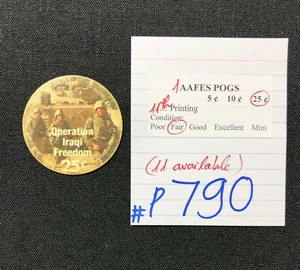 Operation
Iraqi
Freedom
25¢
1 AAFES POGS
5 ¢ 10 ¢ 25 ¢
11th Printing
Condition:
Poor Fair Good Excellent Mint
(11 available)
#P790